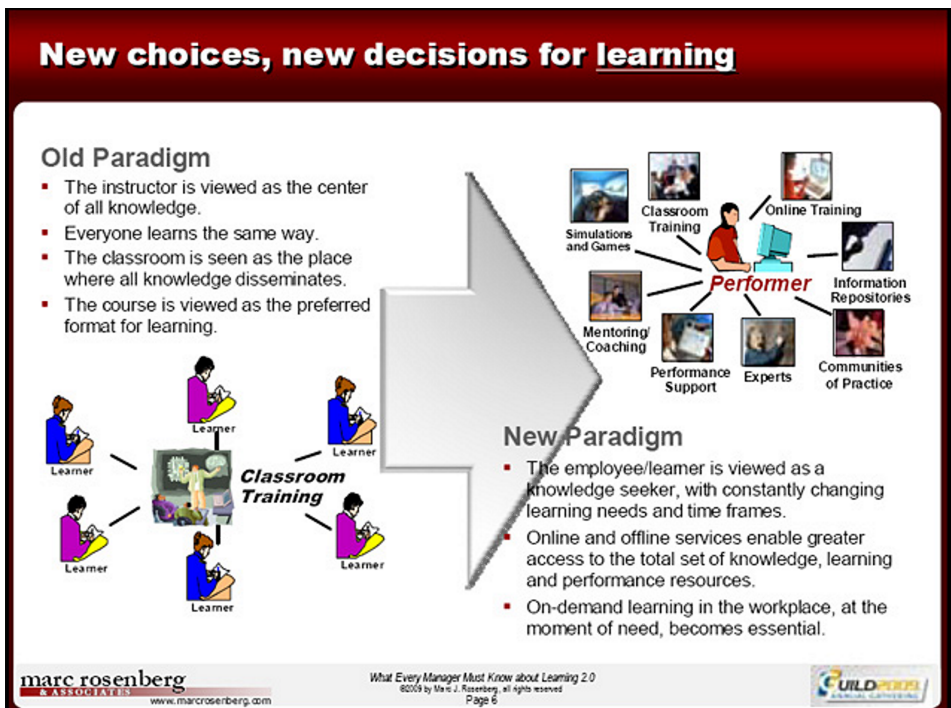 New choices, new decisions for learning
Old Paradigm
▪ The instructor is viewed as the center
of all knowledge.
▪ Everyone learns the same way.
▪ The classroom is seen as the place
where all knowledge disseminates.
▪ The course is viewed as the preferred
format for learning.
Learner
Learner
Learner
Classroom
Training
Learner
Learner
Learner
Simulations
and Games
Classroom
Training
Online Training
Performer
Information
Repositories
Mentoring/
Coaching
Performance
Support
Experts
Communities
of Practice
New Paradigm
▪ The employee/learner is viewed as a
knowledge seeker, with constantly changing
learning needs and time frames.
▪ Online and offline services enable greater
access to the total set of knowledge, learning
and performance resources.
▪ On-demand learning in the workplace, at the
moment of need, becomes essential.
marc rosenberg
& ASSOCIATES
www.marcrosenberg.com
What Every Manager Must Know about Learning 2.0
©2009 by Marc J. Rosenberg, all rights reserved
Page 6
GUILD2009
ANNUAL GATHERING